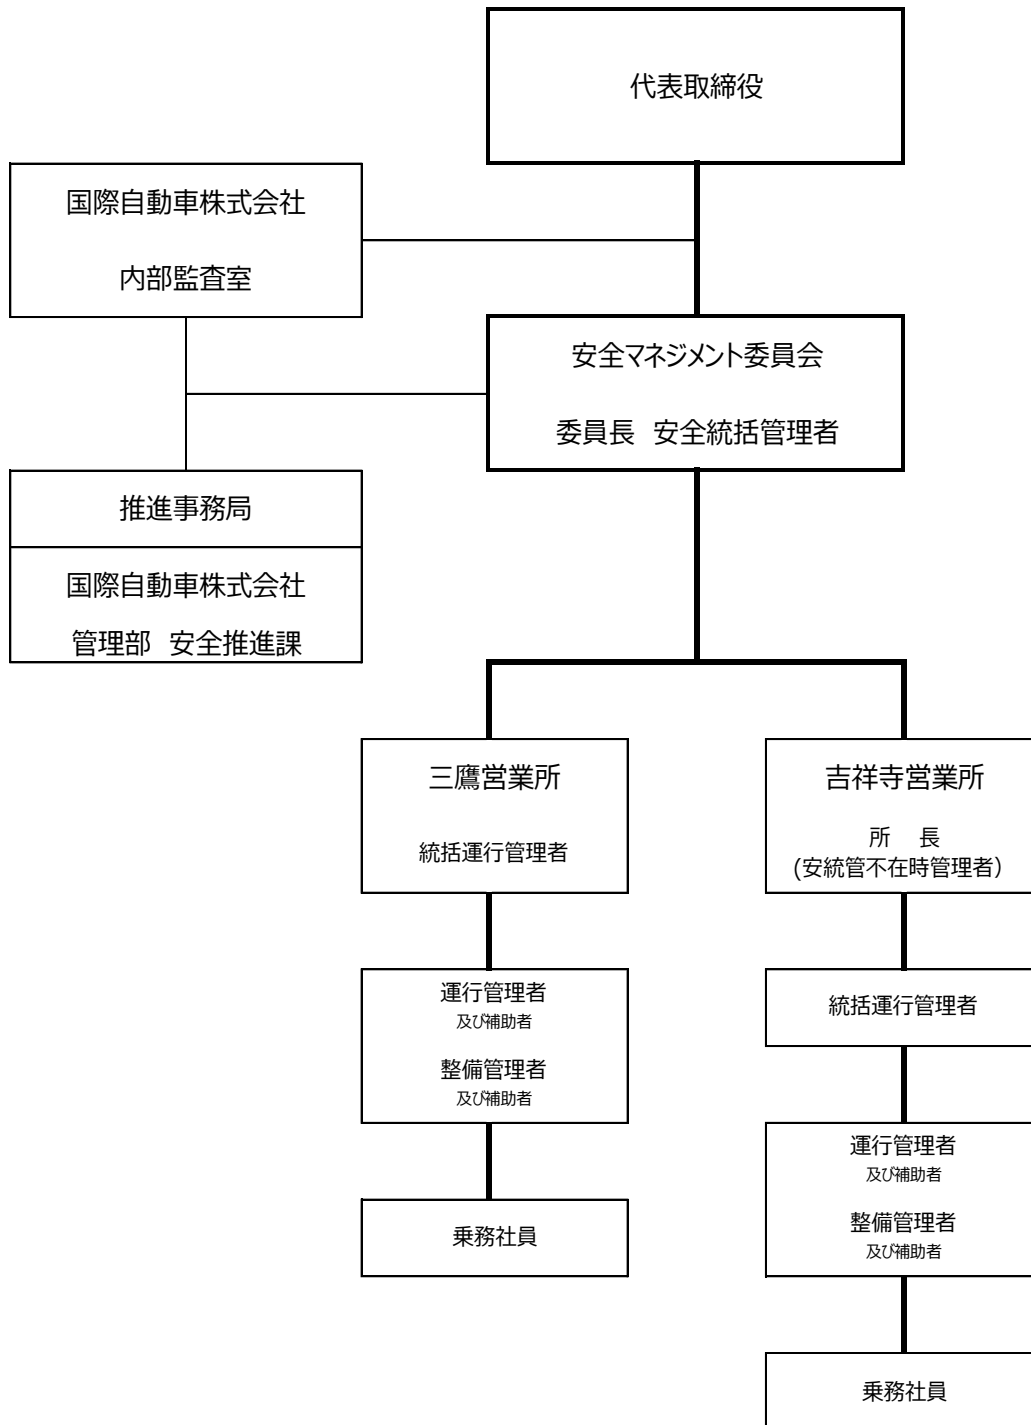 代表取締役
国際自動車株式会社
内部監査室
安全マネジメント委員会
委員長 安全統括管理者
推進事務局
国際自動車株式会社
管理部 安全推進課
三鷹営業所
統括運行管理者
運行管理者
及び補助者
整備管理者
及び補助者
乗務社員
吉祥寺営業所
所 長
(安統管不在時管理者）
統括運行管理者
運行管理者
及び補助者
整備管理者
及び補助者
乗務社員